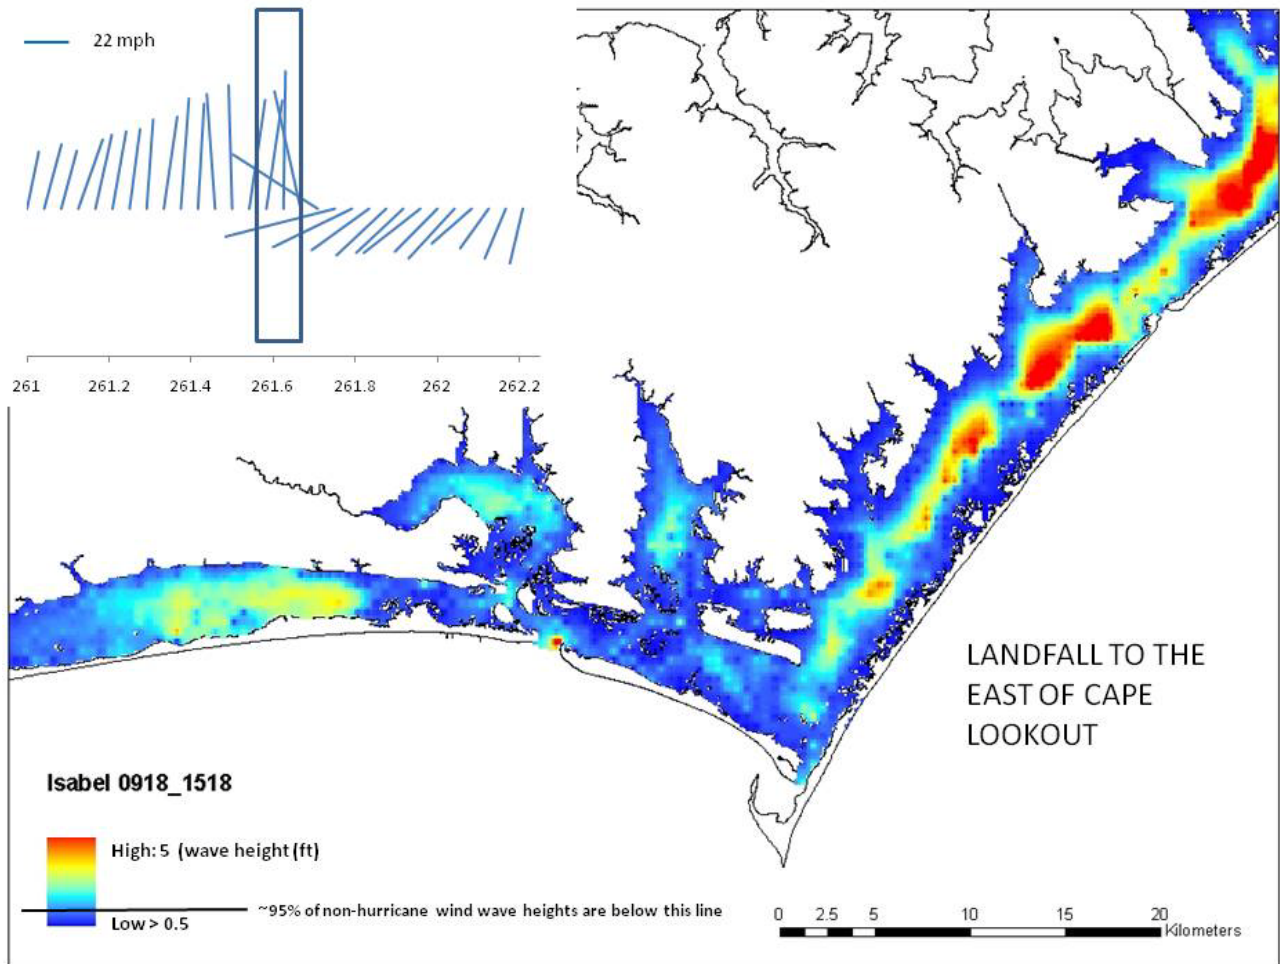 22 mph
261 261.2 261.4 261.6 261.8 262 262.2
LANDFALL TO THE
EAST OF CAPE
LOOKOUT
Isabel 0918_1518
High: 5 (wave height (ft)
~95% of non-hurricane wind wave heights are below this line
Low > 0.5
0 2.5 5 10 15 20
Kilometers